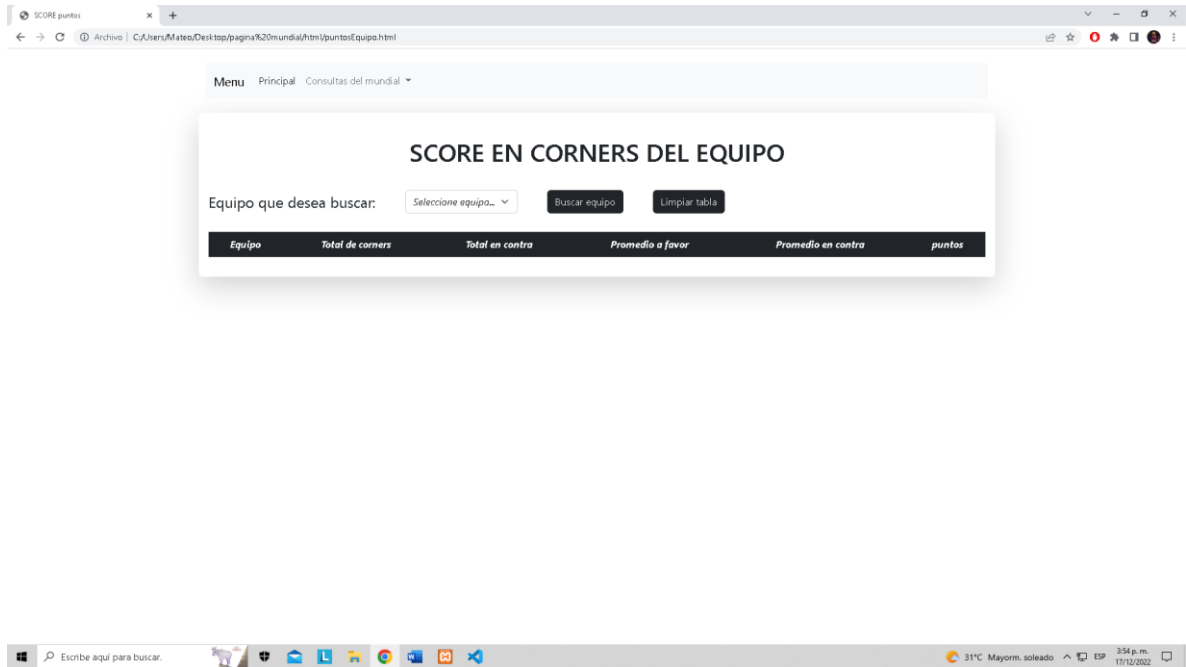 SCORE puntos
Archivo | C:/Users/Mateo/Desktop/pagina%20mundial/html/puntosEquipo.html
Menu Principal Consultas del mundial
SCORE EN CORNERS DEL EQUIPO
Equipo que desea buscar: Seleccione equipo... Buscar equipo Limpiar tabla
Equipo Total de corners Total en contra Promedio a favor Promedio en contra puntos
Escribe aquí para buscar. L W 31°C Mayorm. soleado ESP 3:54 p. m.
17/12/2022